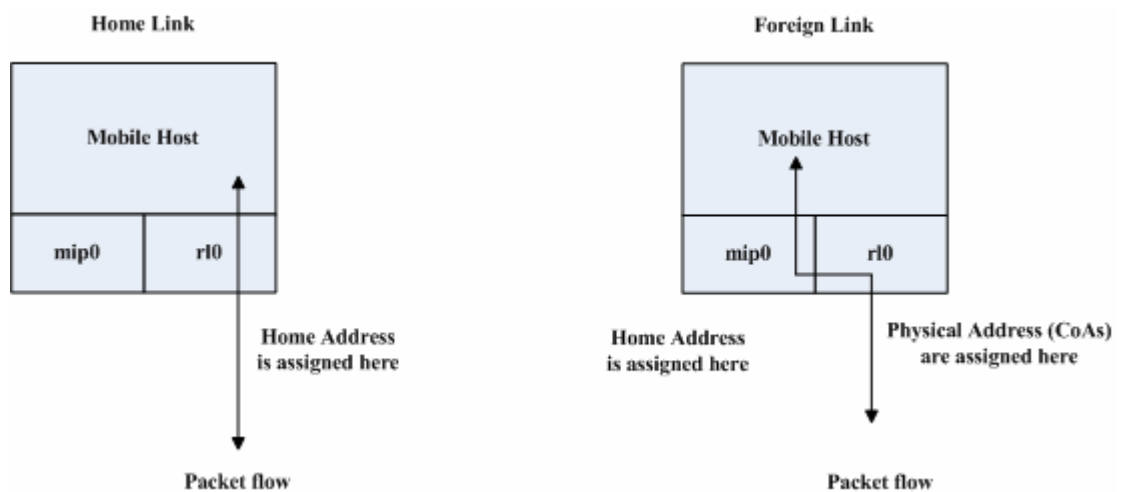 Home Link
Mobile Host
mip0
rl0
Home Address
is assigned here
Packet flow
Foreign Link
Mobile Host
mip0
rl0
Home Address
is assigned here
Physical Address (CoAs)
are assigned here
Packet flow